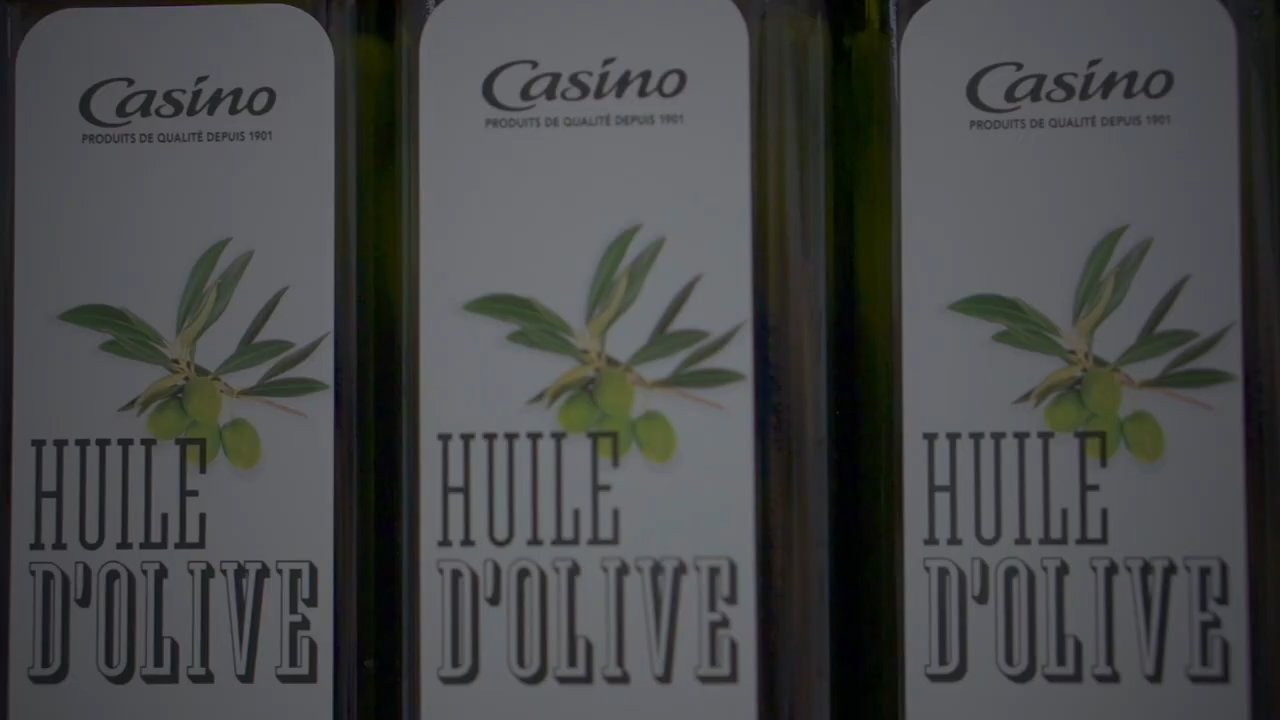 Casino
PRODUITS DE QUALITÉ DEPUIS 1901
HUILE
D'OLIVE
Casino
PRODUITS DE QUALITÉ DEPUIS 1901
HUILE
D'OLIVE
Casino
PRODUITS DE QUALITÉ DEPUIS 1901
HUILE
D'OLIVE